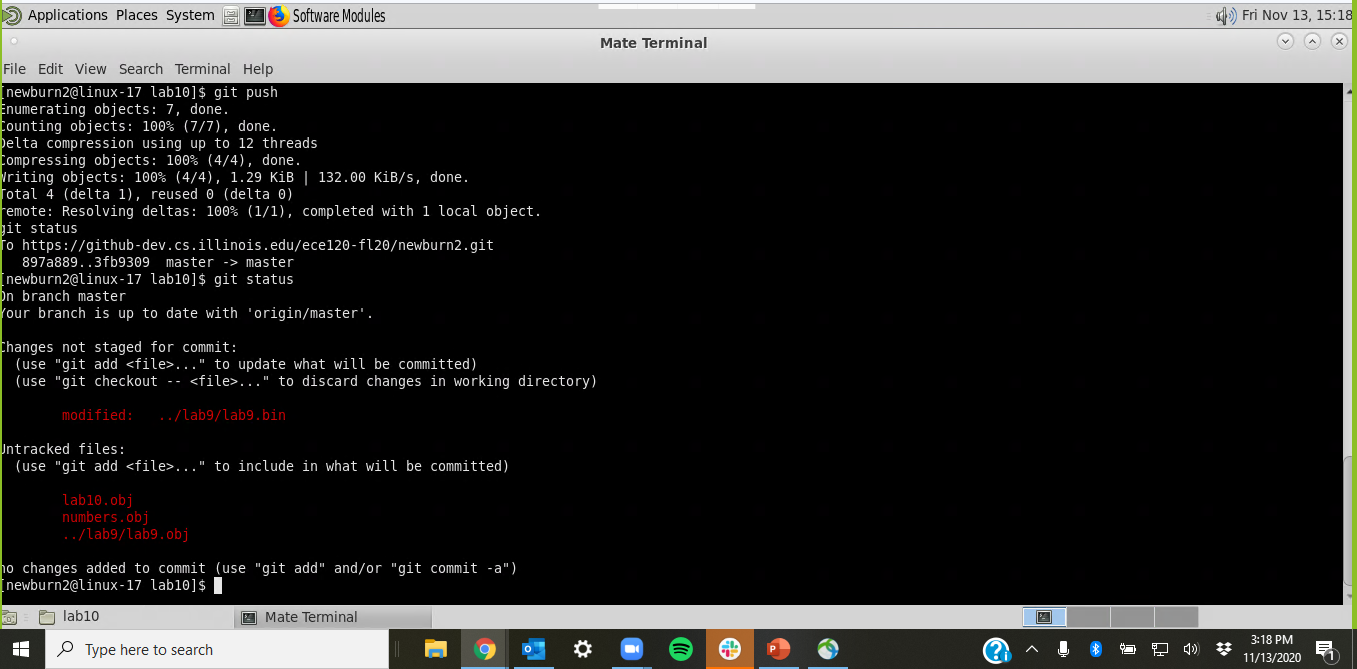 Applications Places System Software Modules Fri Nov 13, 15:18
Mate Terminal
File Edit View Search Terminal Help
[newburn2@linux-17 lab10]$ git push
Enumerating objects: 7, done.
Counting objects: 100% (7/7), done.
Delta compression using up to 12 threads
Compressing objects: 100% (4/4), done.
Writing objects: 100% (4/4), 1.29 KiB | 132.00 KiB/s, done.
Total 4 (delta 1), reused 0 (delta 0)
remote: Resolving deltas: 100% (1/1), completed with 1 local object.
git status
To https://github-dev.cs.illinois.edu/ece120-fl20/newburn2.git
897a889..3fb9309 master -> master
[newburn2@linux-17 lab10]$ git status
On branch master
Your branch is up to date with 'origin/master'.
Changes not staged for commit:
(use "git add <file>..." to update what will be committed)
(use "git checkout -- <file>..." to discard changes in working directory)
modified: ../lab9/lab9.bin
Untracked files:
(use "git add <file>..." to include in what will be committed)
lab10.obj
numbers.obj
../lab9/lab9.obj
no changes added to commit (use "git add" and/or "git commit -a")
[newburn2@linux-17 lab10]$
lab10 Mate Terminal
Type here to search
3:18 PM
11/13/2020
1